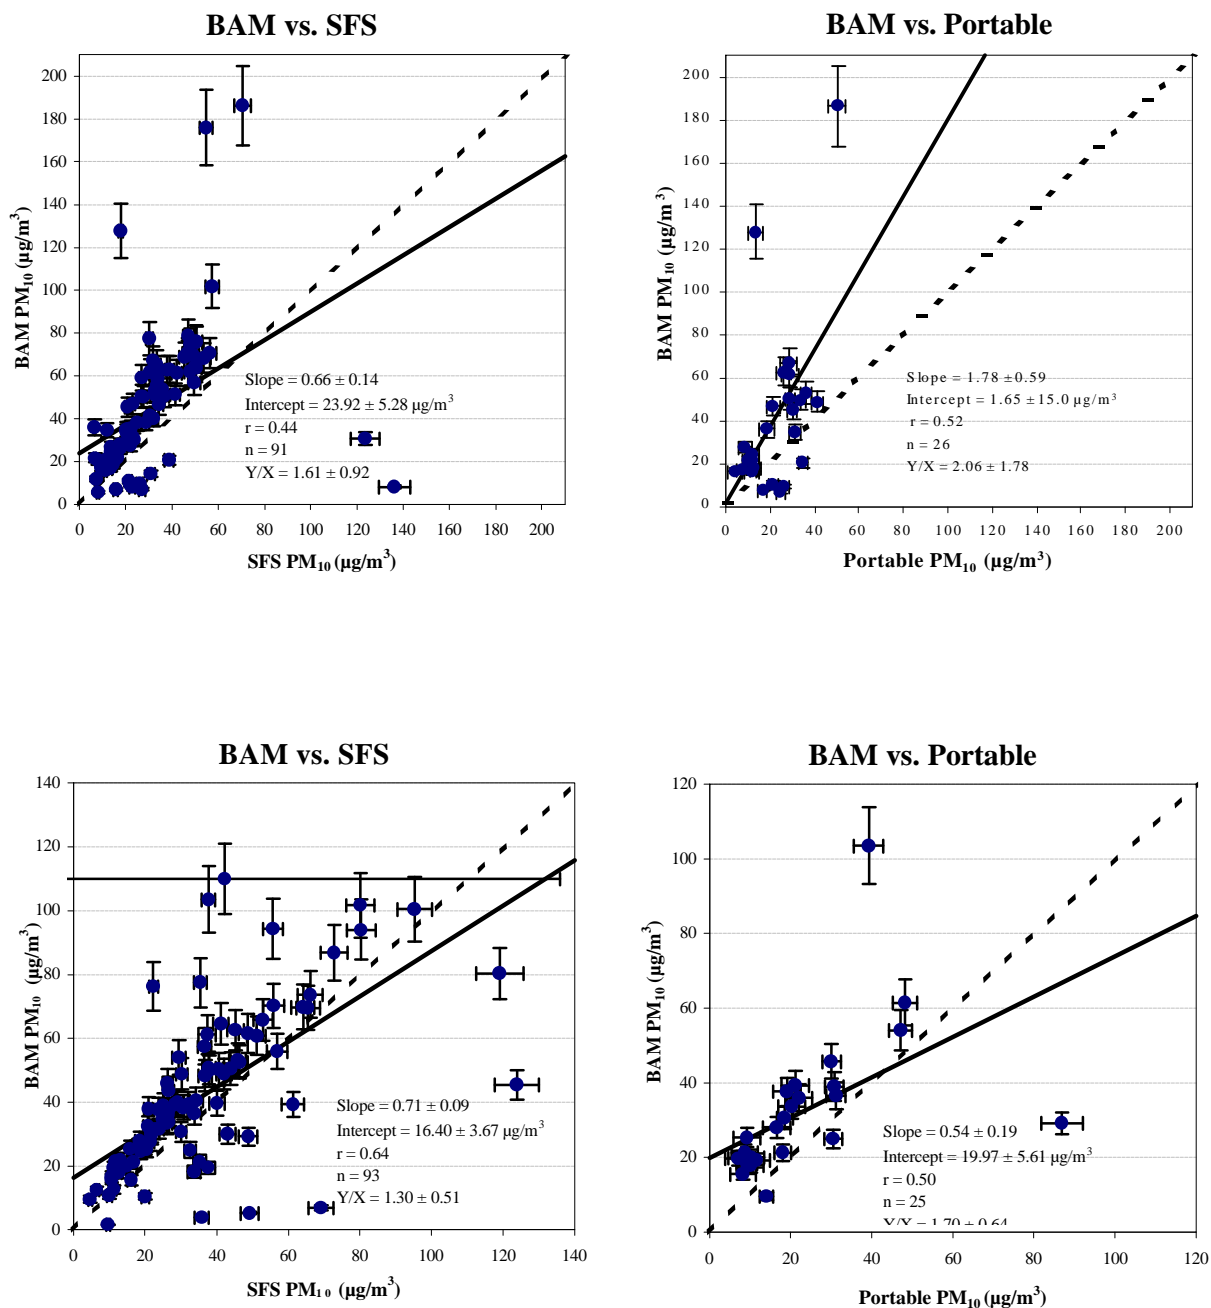 BAM vs. SFS
200
180
160
140
120
100
80
60
40
20
0
BAM PM10 (µg/m3)
Slope = 0.66 ± 0.14
Intercept = 23.92 ± 5.28 µg/m3
r = 0.44
n = 91
Y/X = 1.61 ± 0.92
0 20 40 60 80 100 120 140 160 180 200
SFS PM10 (µg/m3)
BAM vs. Portable
200
180
160
140
120
100
80
60
40
20
0
BAM PM10 (µg/m3)
Slope = 1.78 ± 0.59
Intercept = 1.65 ± 15.0 µg/m3
r = 0.52
n = 26
Y/X = 2.06 ± 1.78
0 20 40 60 80 100 120 140 160 180 200
Portable PM10 (µg/m3)
BAM vs. SFS
140
120
100
80
60
40
20
0
BAM PM10 (µg/m3)
Slope = 0.71 ± 0.09
Intercept = 16.40 ± 3.67 µg/m3
r = 0.64
n = 93
Y/X = 1.30 ± 0.51
0 20 40 60 80 100 120 140
SFS PM10 (µg/m3)
BAM vs. Portable
120
100
80
60
40
20
0
BAM PM10 (µg/m3)
Slope = 0.54 ± 0.19
Intercept = 19.97 ± 5.61 µg/m3
r = 0.50
n = 25
Y/X = 1.70 ± 0.64
0 20 40 60 80 100 120
Portable PM10 (µg/m3)